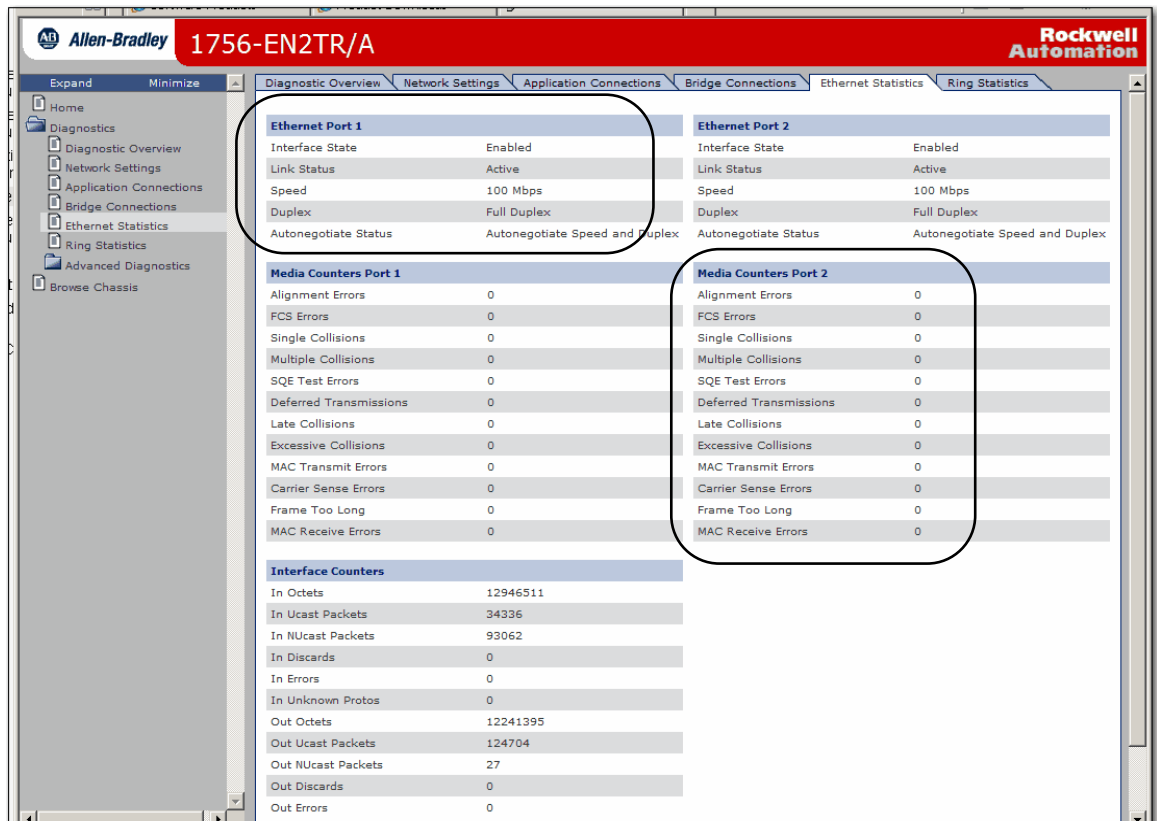 AB Allen-Bradley 1756-EN2TR/A Rockwell Automation
Expand Minimize
Home
Diagnostics
Diagnostic Overview
Network Settings
Application Connections
Bridge Connections
Ethernet Statistics
Ring Statistics
Advanced Diagnostics
Browse Chassis
Diagnostic Overview Network Settings Application Connections Bridge Connections Ethernet Statistics Ring Statistics
Ethernet Port 1
Interface State Enabled
Link Status Active
Speed 100 Mbps
Duplex Full Duplex
Autonegotiate Status Autonegotiate Speed and Duplex
Ethernet Port 2
Interface State Enabled
Link Status Active
Speed 100 Mbps
Duplex Full Duplex
Autonegotiate Status Autonegotiate Speed and Duplex
Media Counters Port 1
Alignment Errors 0
FCS Errors 0
Single Collisions 0
Multiple Collisions 0
SQE Test Errors 0
Deferred Transmissions 0
Late Collisions 0
Excessive Collisions 0
MAC Transmit Errors 0
Carrier Sense Errors 0
Frame Too Long 0
MAC Receive Errors 0
Media Counters Port 2
Alignment Errors 0
FCS Errors 0
Single Collisions 0
Multiple Collisions 0
SQE Test Errors 0
Deferred Transmissions 0
Late Collisions 0
Excessive Collisions 0
MAC Transmit Errors 0
Carrier Sense Errors 0
Frame Too Long 0
MAC Receive Errors 0
Interface Counters
In Octets 12946511
In Ucast Packets 34336
In NUcast Packets 93062
In Discards 0
In Errors 0
In Unknown Protos 0
Out Octets 12241395
Out Ucast Packets 124704
Out NUcast Packets 27
Out Discards 0
Out Errors 0